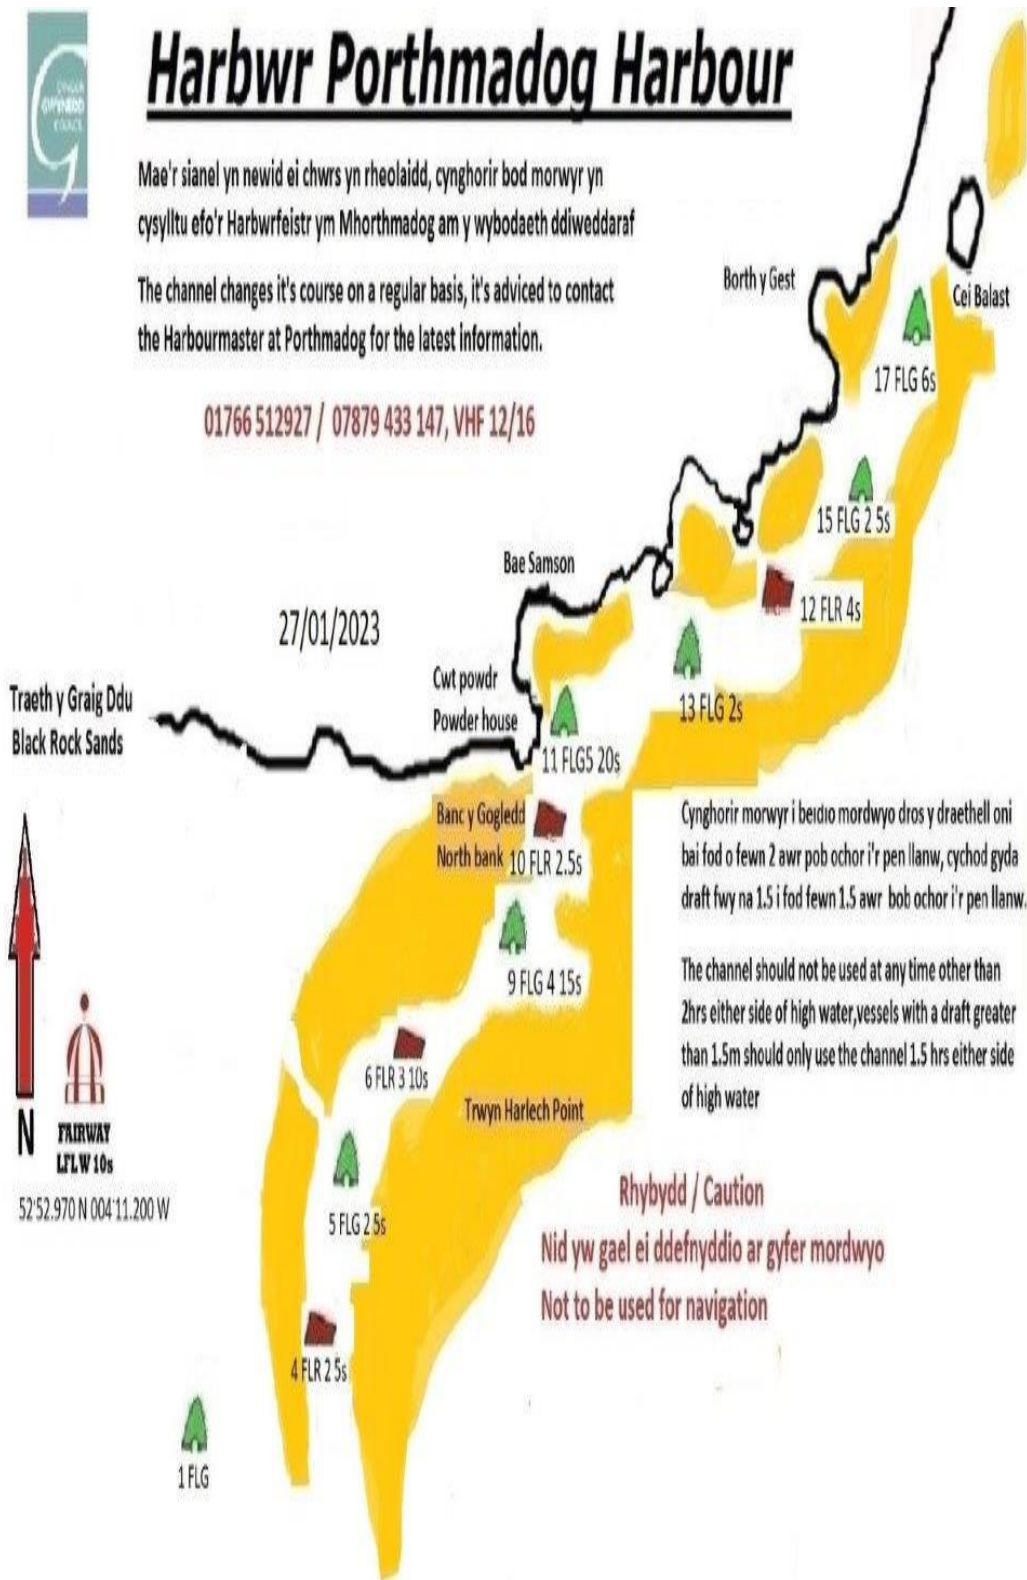 CYNGOR
GWYNEDD
COUNCIL
Harbwr Porthmadog Harbour
Mae'r sianel yn newid ei chwrs yn rheolaidd, cynghorir bod morwyr yn
cysylltu efo'r Harbwrfeistr ym Mhorthmadog am y wybodaeth ddiweddaraf
The channel changes it's course on a regular basis, it's adviced to contact
the Harbourmaster at Porthmadog for the latest information.
01766 512927 / 07879 433 147, VHF 12/16
Borth y Gest
Cei Balast
17 FLG 6s
15 FLG 2 5s
Bae Samson
12 FLR 4s
27/01/2023
Cwt powdr
Powder house
13 FLG 2s
Traeth y Graig Ddu
Black Rock Sands
11 FLG5 20s
Banc y Gogledd
North bank
10 FLR 2.5s
Cynghorir morwyr i beidio mordwyo dros y draethell oni
bai fod o fewn 2 awr pob ochor i'r pen llanw, cychod gyda
draft fwy na 1.5 i fod fewn 1.5 awr bob ochor i'r pen llanw.
9 FLG 4 15s
The channel should not be used at any time other than
2hrs either side of high water,vessels with a draft greater
than 1.5m should only use the channel 1.5 hrs either side
of high water
6 FLR 3 10s
Trwyn Harlech Point
N
FAIRWAY
LFLW 10s
52'52.970 N 004'11.200 W
5 FLG 2 5s
Rhybydd / Caution
Nid yw gael ei ddefnyddio ar gyfer mordwyo
Not to be used for navigation
4 FLR 2 5s
1 FLG